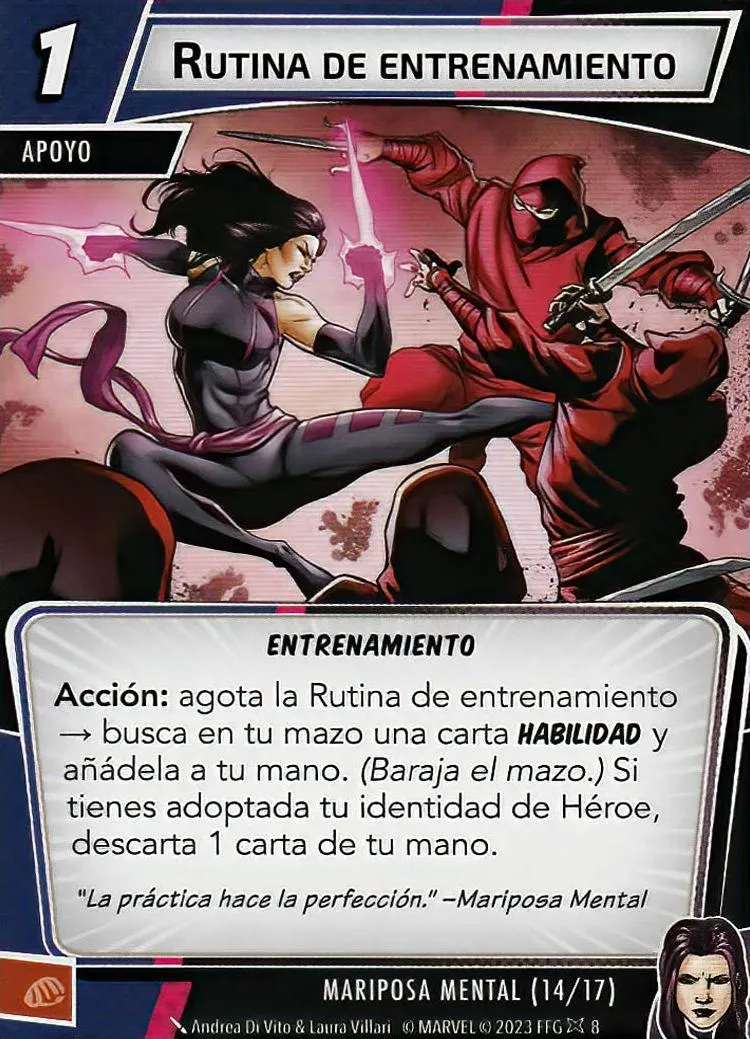 1
RUTINA DE ENTRENAMIENTO
APOYO
ENTRENAMIENTO
Acción: agota la Rutina de entrenamiento
→ busca en tu mazo una carta HABILIDAD y
añádela a tu mano. (Baraja el mazo.) Si
tienes adoptada tu identidad de Héroe,
descarta 1 carta de tu mano.
"La práctica hace la perfección." –Mariposa Mental
MARIPOSA MENTAL (14/17)
Andrea Di Vito & Laura Villari © MARVEL © 2023 FFG 8